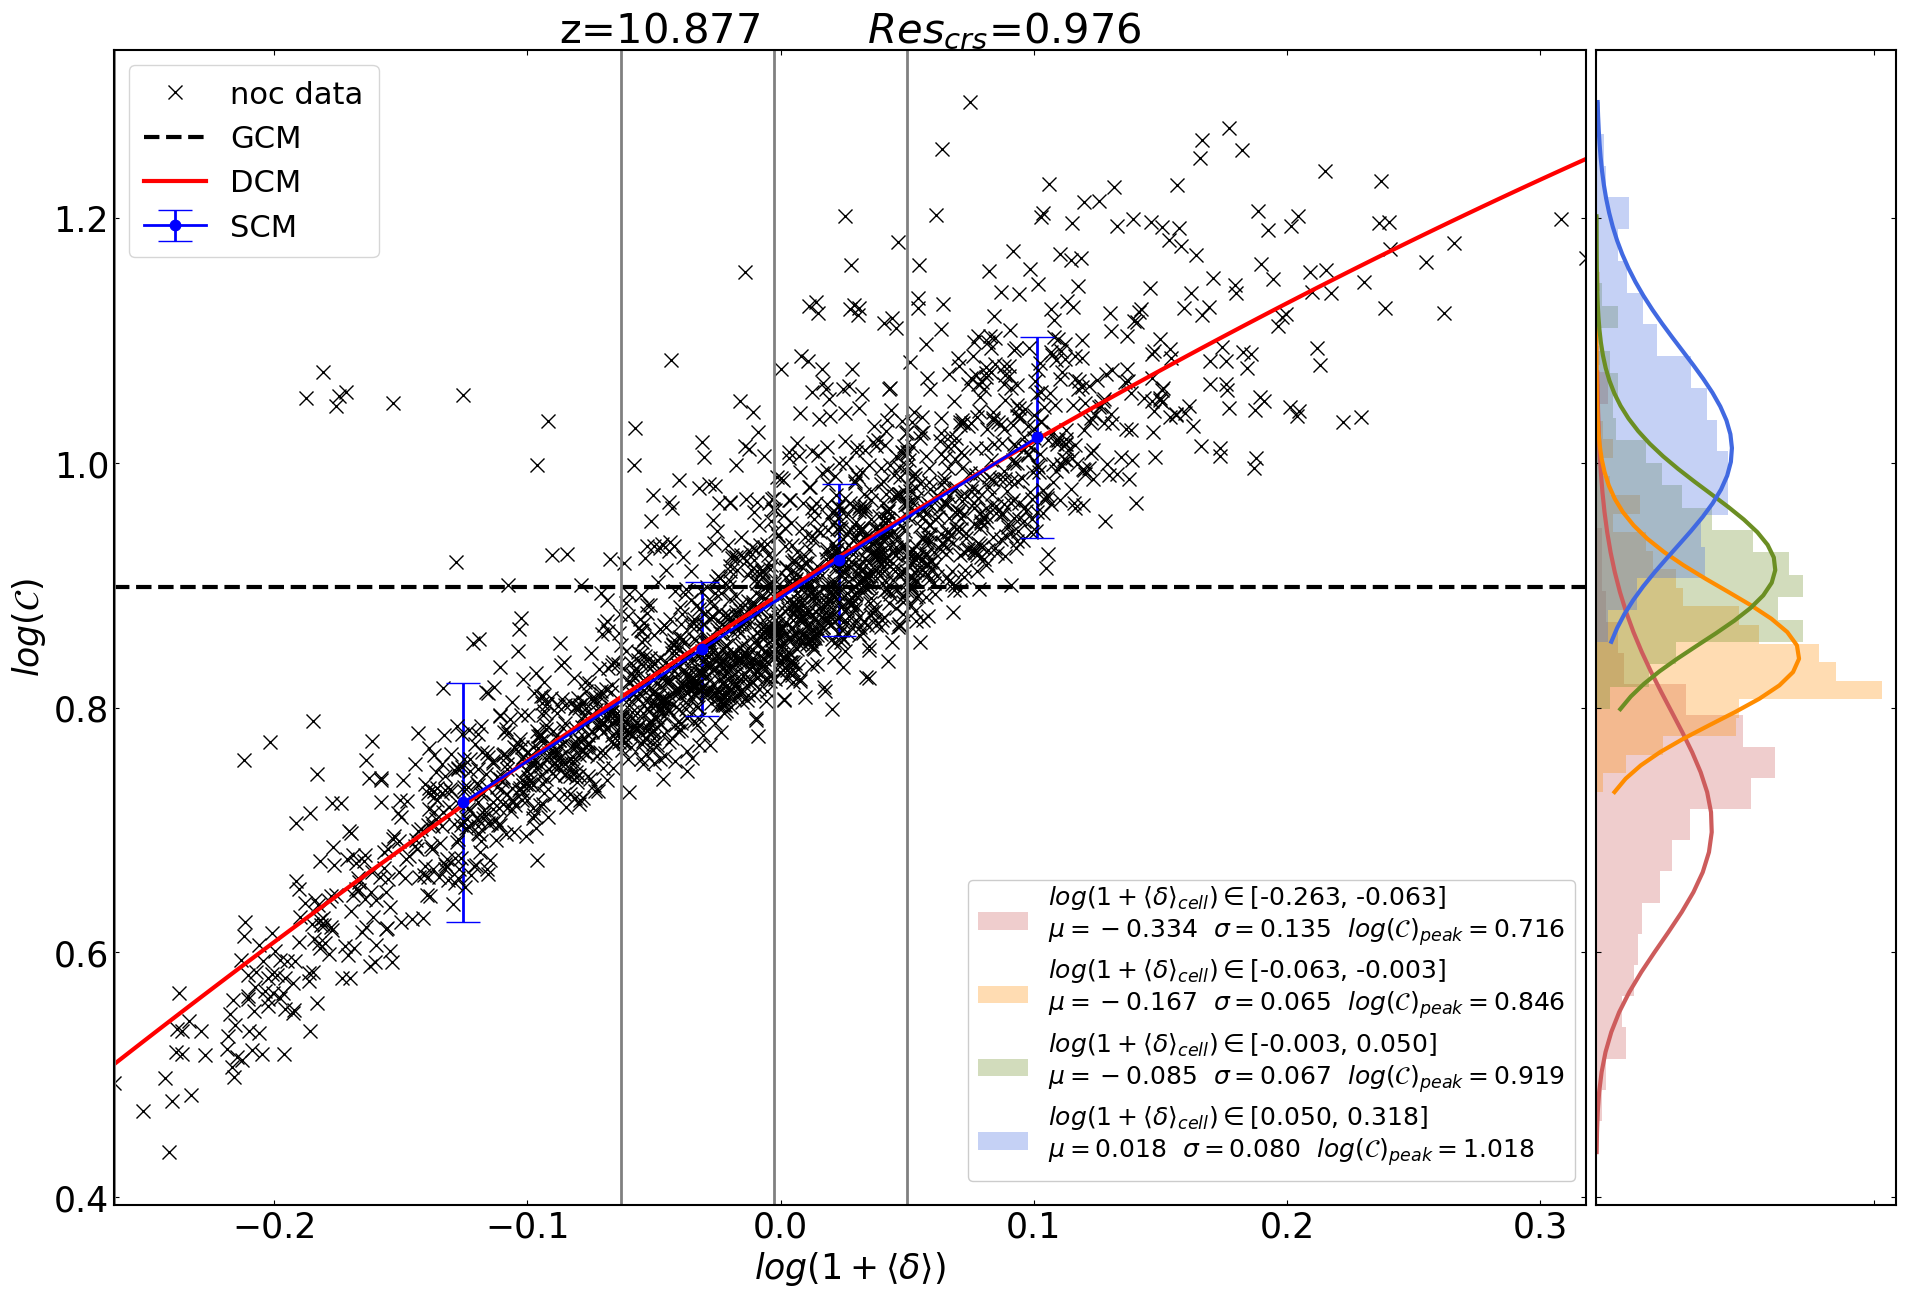 z=10.877 Res_crs=0.976
noc data
GCM
DCM
SCM
1.2
1.0
0.8
0.6
0.4
log(𝒞)
log(1 + ⟨δ⟩_cell) ∈ [-0.263, -0.063]
μ = −0.334 σ = 0.135 log(𝒞)_peak = 0.716
log(1 + ⟨δ⟩_cell) ∈ [-0.063, -0.003]
μ = −0.167 σ = 0.065 log(𝒞)_peak = 0.846
log(1 + ⟨δ⟩_cell) ∈ [-0.003, 0.050]
μ = −0.085 σ = 0.067 log(𝒞)_peak = 0.919
log(1 + ⟨δ⟩_cell) ∈ [0.050, 0.318]
μ = 0.018 σ = 0.080 log(𝒞)_peak = 1.018
−0.2 −0.1 0.0 0.1 0.2 0.3
log(1 + ⟨δ⟩)